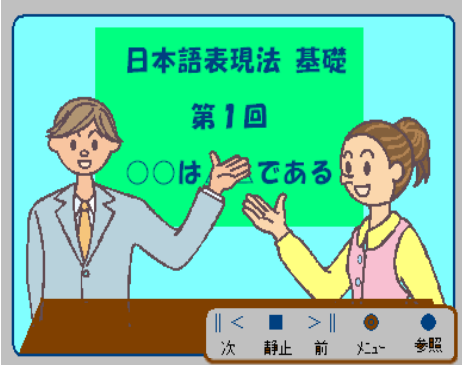 日本語表現法 基礎
第1回
○○は△△である
次 静止 前 メニュー 参照